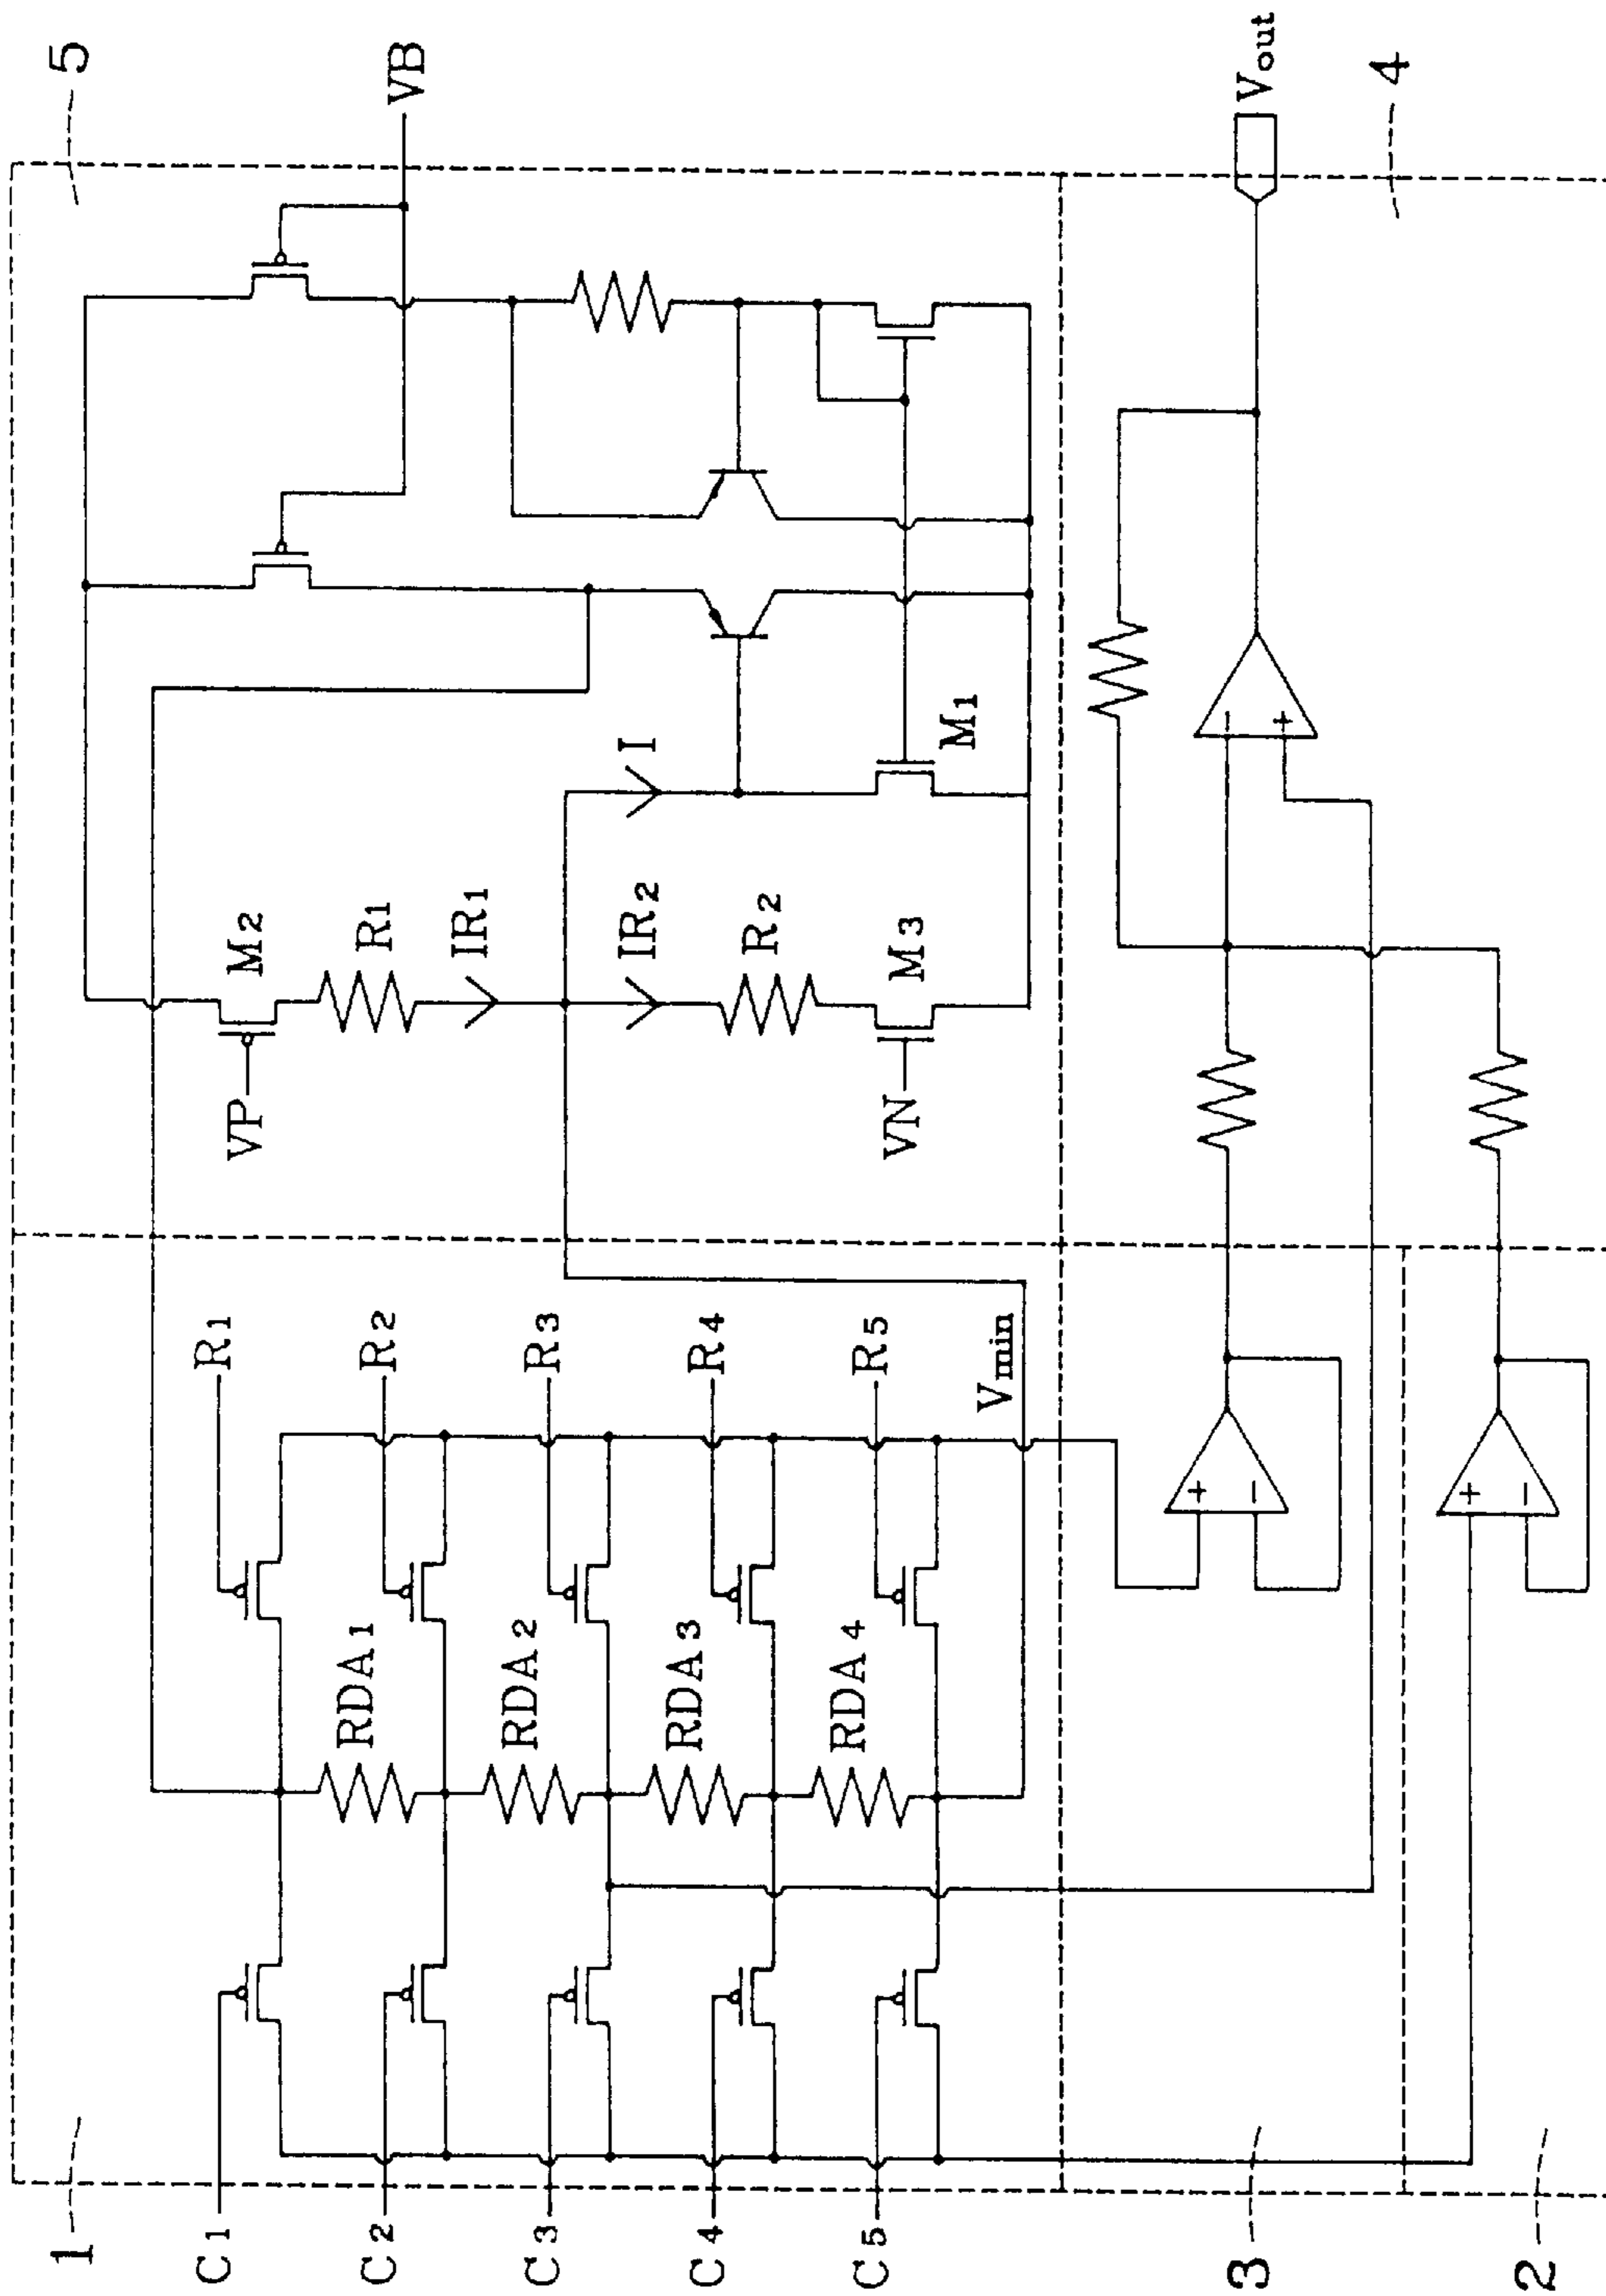 5
VB
Vout
4
I
M1
M2
R1
IR1
IR2
R2
M3
VP
VN
R1
R2
R3
R4
R5
Vmin
RDA1
RDA2
RDA3
RDA4
+
−
+
−
−
+
1
C1
C2
C3
C4
C5
3
2